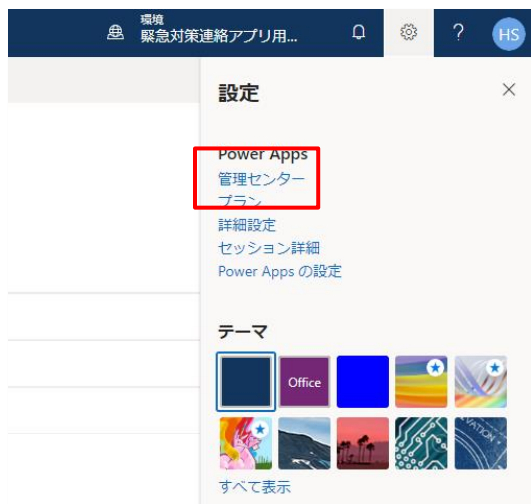 環境
緊急対策連絡アプリ用...
?
HS
設定
Power Apps
管理センター
プラン
詳細設定
セッション詳細
Power Apps の設定
テーマ
Office
すべて表示